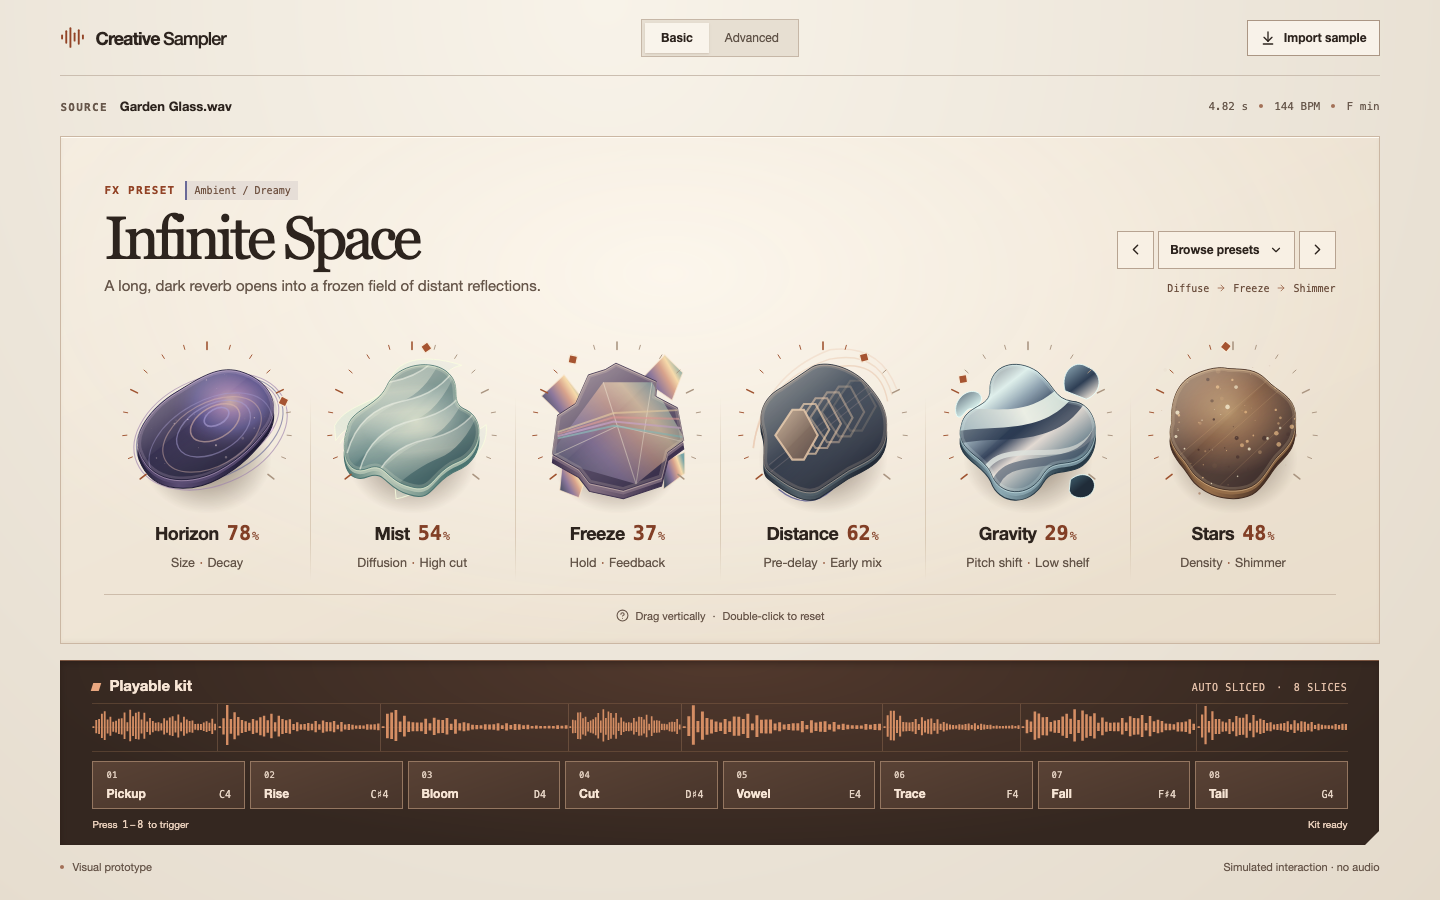 Creative Sampler
Basic Advanced
Import sample
SOURCE Garden Glass.wav
4.82 s • 144 BPM • F min
FX PRESET Ambient / Dreamy
Infinite Space
A long, dark reverb opens into a frozen field of distant reflections.
Browse presets
Diffuse → Freeze → Shimmer
Horizon 78%
Size · Decay
Mist 54%
Diffusion · High cut
Freeze 37%
Hold · Feedback
Distance 62%
Pre-delay · Early mix
Gravity 29%
Pitch shift · Low shelf
Stars 48%
Density · Shimmer
Drag vertically · Double-click to reset
Playable kit
AUTO SLICED · 8 SLICES
01
Pickup C4
02
Rise C♯4
03
Bloom D4
04
Cut D♯4
05
Vowel E4
06
Trace F4
07
Fall F♯4
08
Tail G4
Press 1–8 to trigger
Kit ready
• Visual prototype
Simulated interaction · no audio